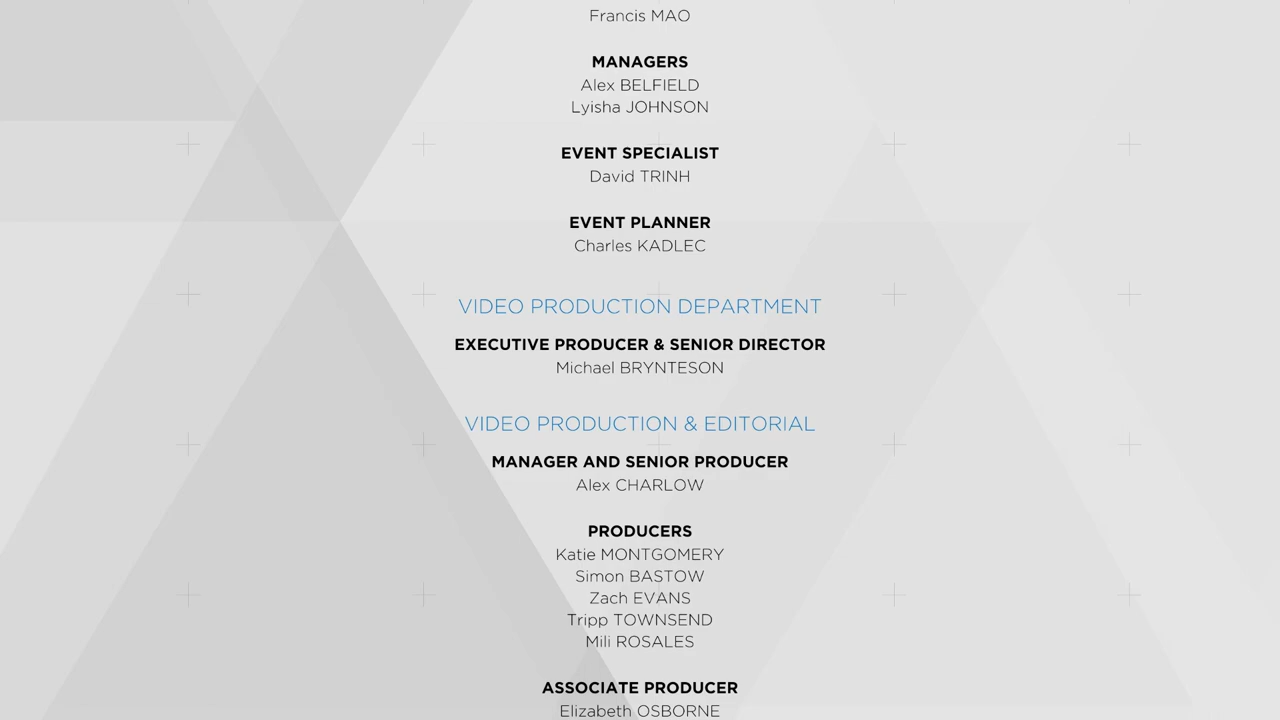 Francis MAO
MANAGERS
Alex BELFIELD
Lyisha JOHNSON
EVENT SPECIALIST
David TRINH
EVENT PLANNER
Charles KADLEC
VIDEO PRODUCTION DEPARTMENT
EXECUTIVE PRODUCER & SENIOR DIRECTOR
Michael BRYNTESON
VIDEO PRODUCTION & EDITORIAL
MANAGER AND SENIOR PRODUCER
Alex CHARLOW
PRODUCERS
Katie MONTGOMERY
Simon BASTOW
Zach EVANS
Tripp TOWNSEND
Mili ROSALES
ASSOCIATE PRODUCER
Elizabeth OSBORNE